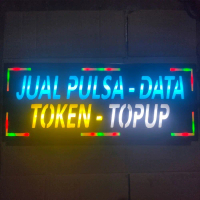 JUAL PULSA - DATA
TOKEN - TOPUP